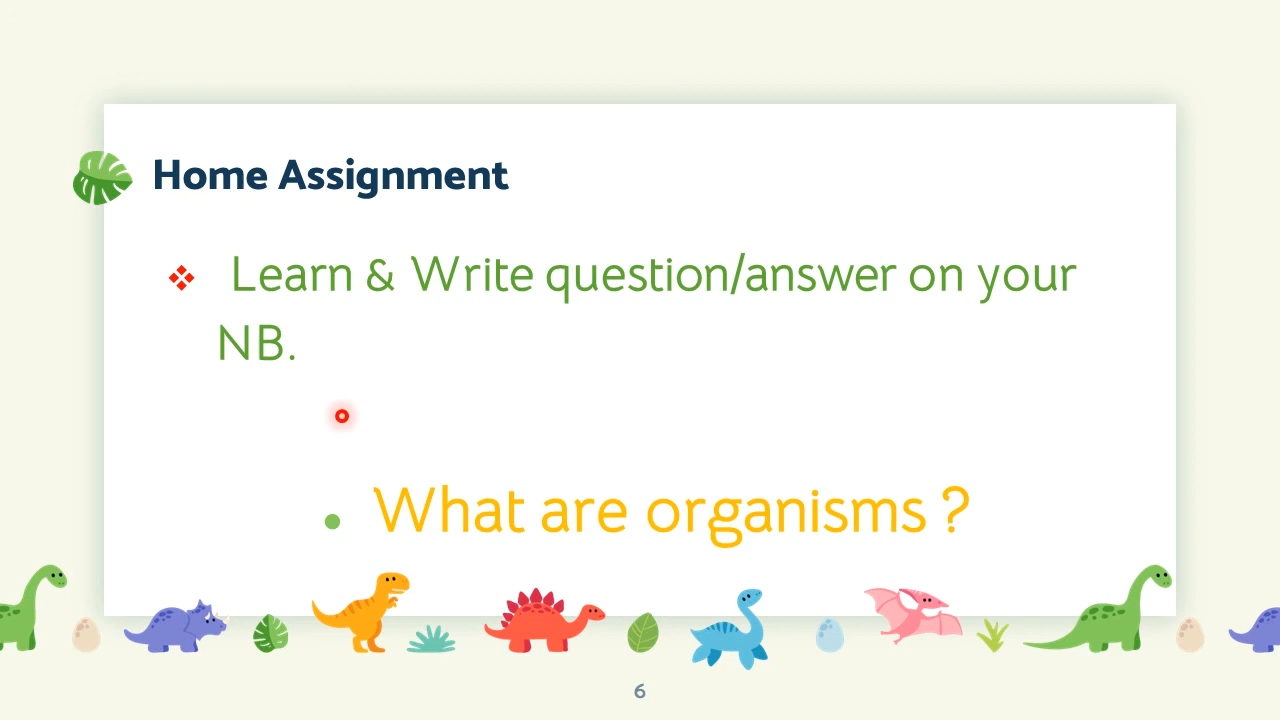 Home Assignment
❖ Learn & Write question/answer on your
NB.
• What are organisms ?
6